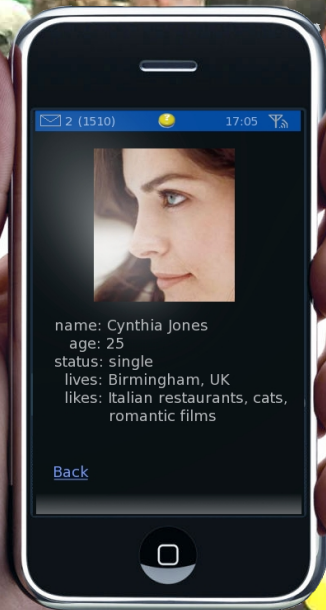 2 (1510) 17:05
name: Cynthia Jones
age: 25
status: single
lives: Birmingham, UK
likes: Italian restaurants, cats,
romantic films
Back